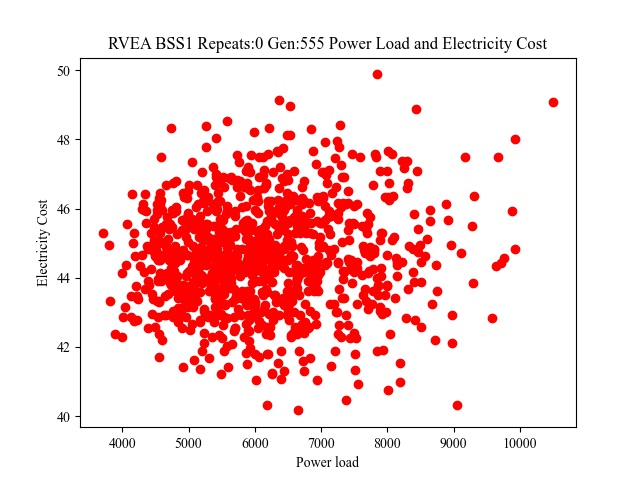 RVEA BSS1 Repeats:0 Gen:555 Power Load and Electricity Cost
50
48
46
44
42
40
Electricity Cost
4000 5000 6000 7000 8000 9000 10000
Power load